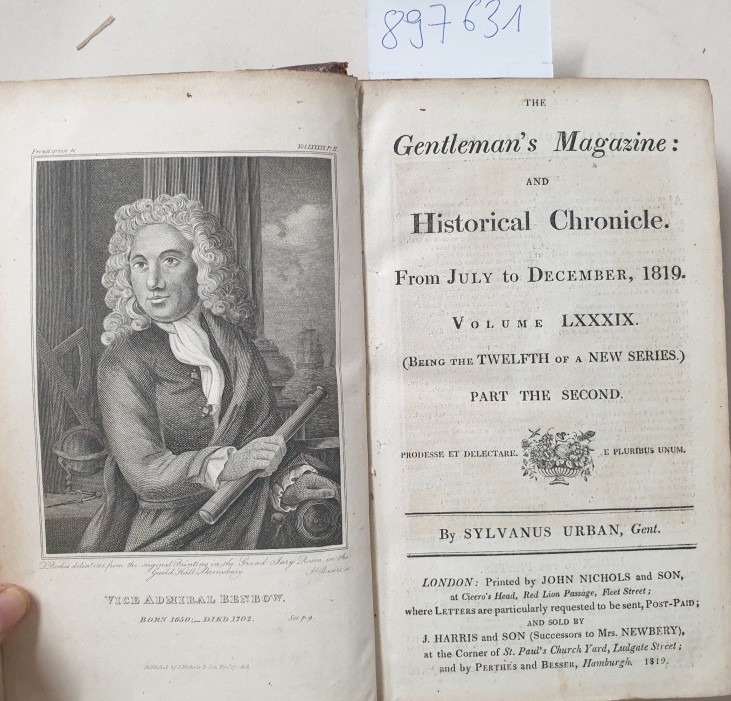 897631
Frontispiece to
Vol. LXXXIX. P. II
Guild Hall, Shrewsbury
VICE ADMIRAL BENBOW.
BORN 1650;_ DIED 1702.
See p. 9.
THE
Gentleman's Magazine:
AND
Historical Chronicle.
From JULY to DECEMBER, 1819.
VOLUME LXXXIX.
(BEING THE TWELFTH OF A NEW SERIES.)
PART THE SECOND.
PRODESSE ET DELECTARE. E PLURIBUS UNUM.
By SYLVANUS URBAN, Gent.
LONDON: Printed by JOHN NICHOLS and SON,
at Cicero's Head, Red Lion Passage, Fleet Street;
where LETTERS are particularly requested to be sent, POST-PAID;
AND SOLD BY
J. HARRIS and SON (Successors to Mrs. NEWBERY),
at the Corner of St. Paul's Church Yard, Ludgate Street;
and by PERTHES and BESSER, Hamburgh. 1819.